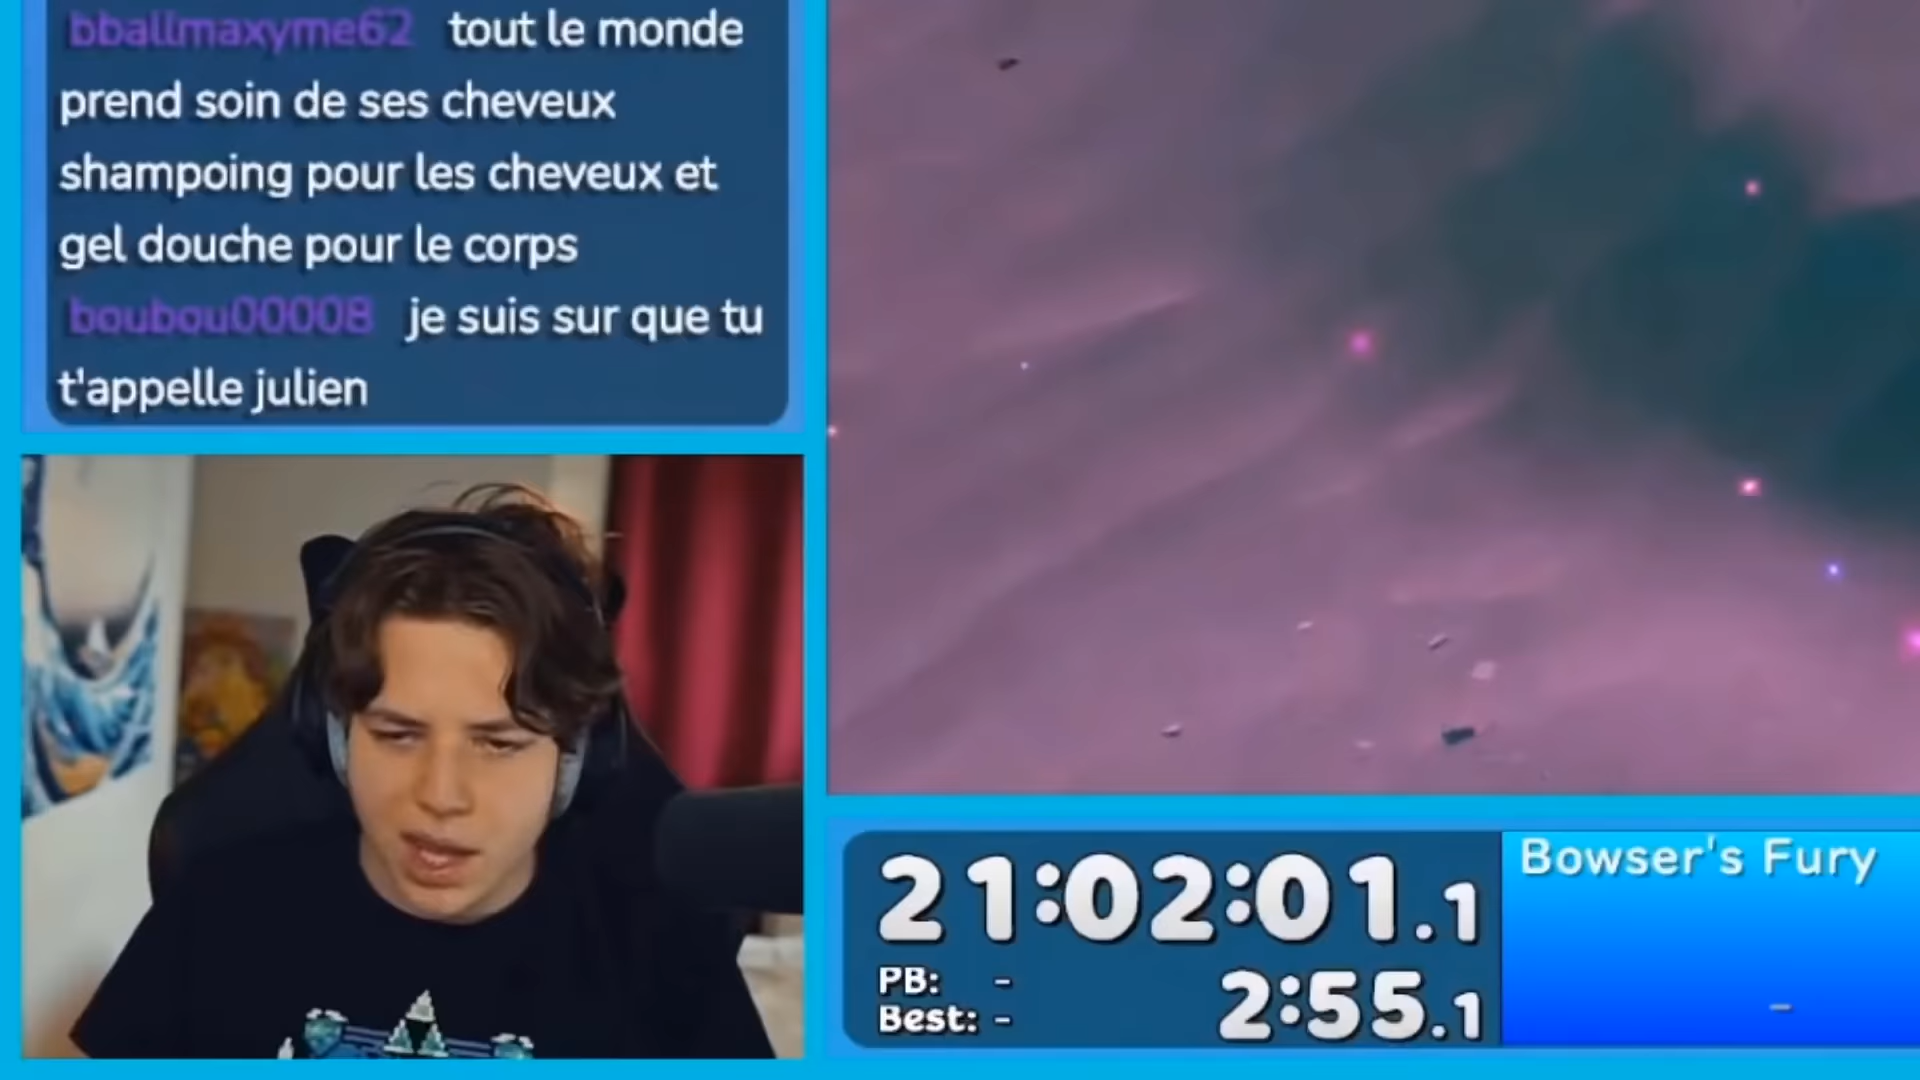 bballmaxyme62 tout le monde
prend soin de ses cheveux
shampoing pour les cheveux et
gel douche pour le corps
boubou00008 je suis sur que tu
t'appelle julien
21:02:01.1
PB: -
Best: -
2:55.1
Bowser's Fury
-